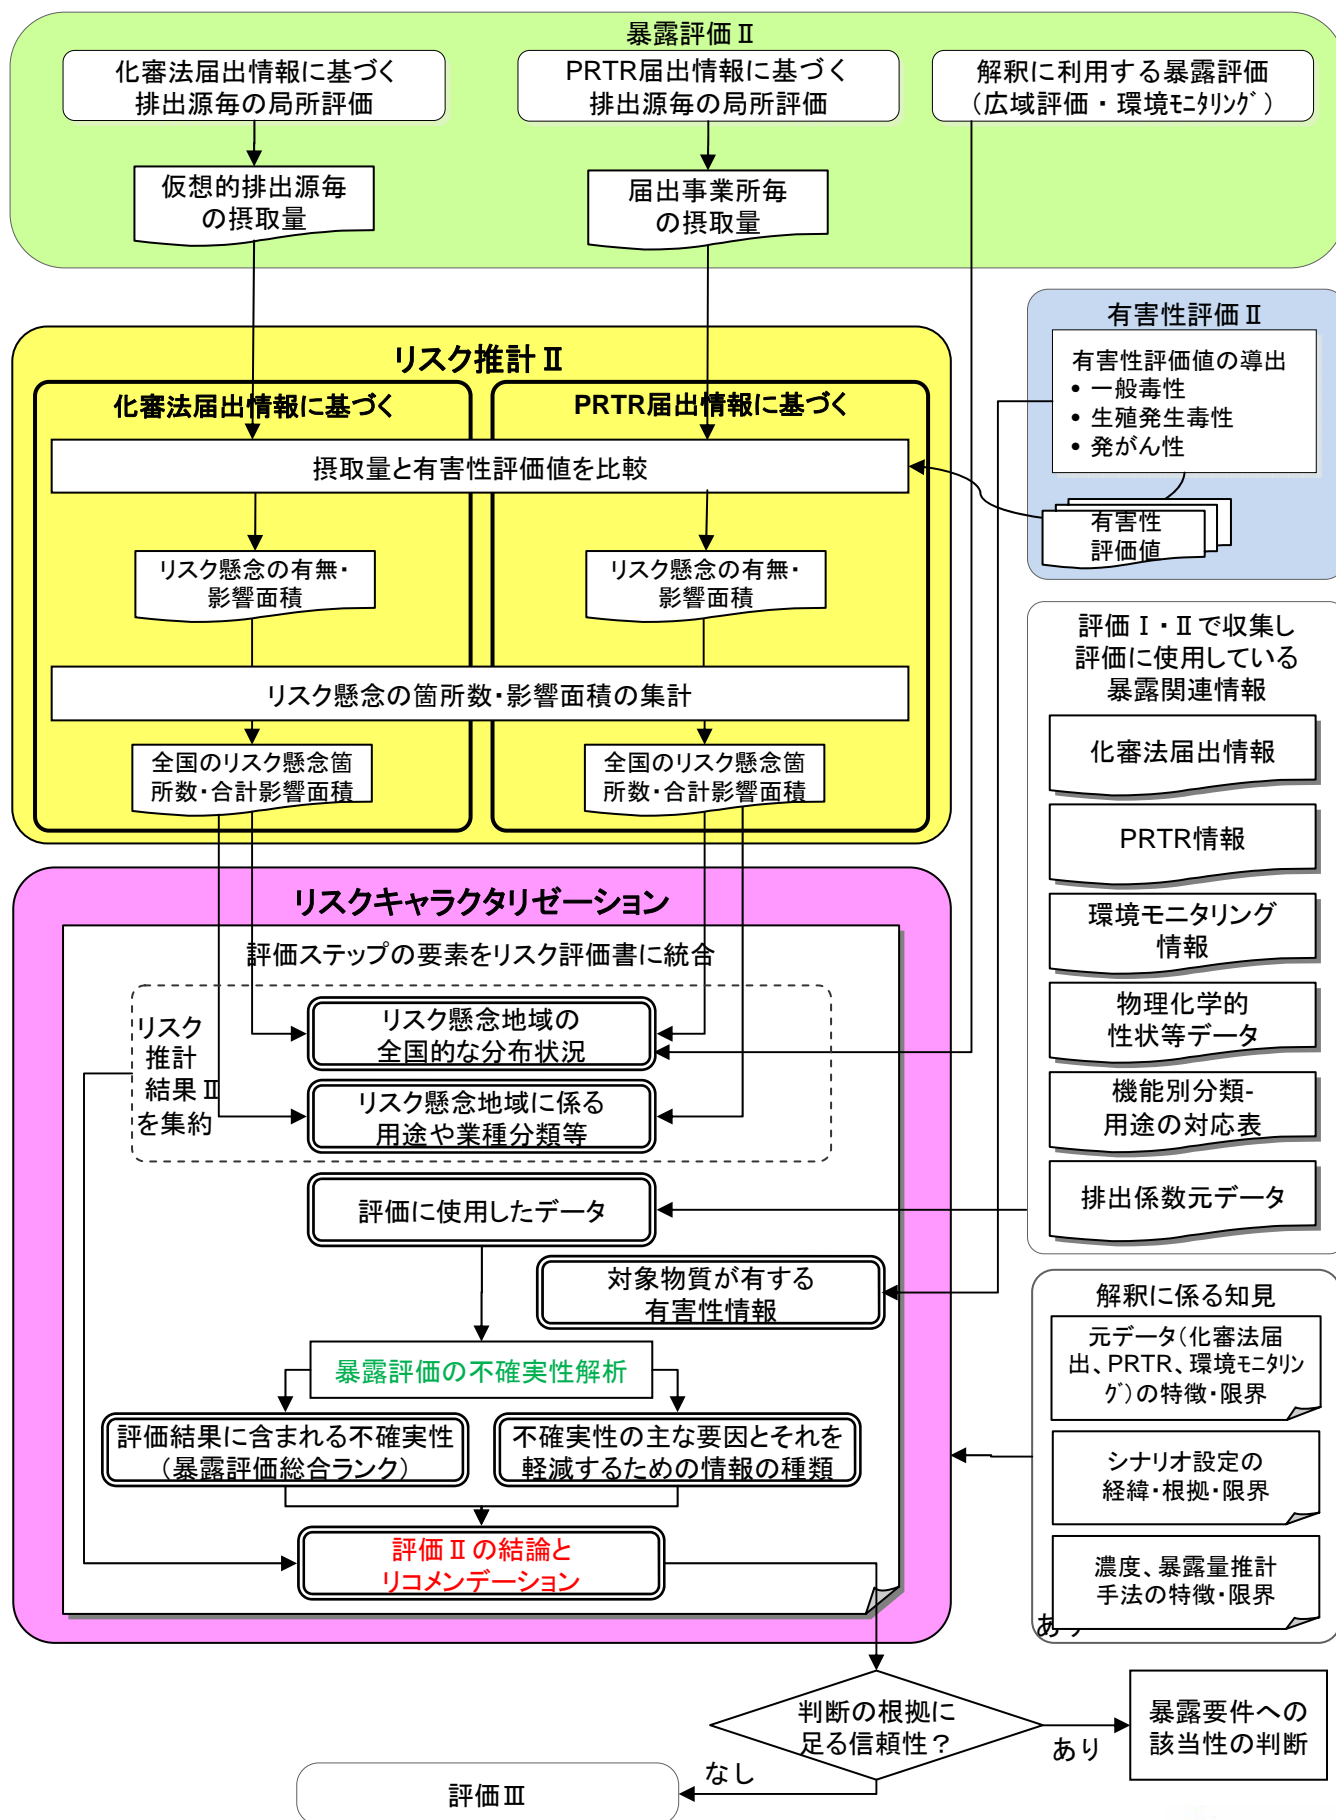 暴露評価Ⅱ
化審法届出情報に基づく
排出源毎の局所評価
PRTR届出情報に基づく
排出源毎の局所評価
解釈に利用する暴露評価
（広域評価・環境ﾓﾆﾀﾘﾝｸﾞ）
仮想的排出源毎
の摂取量
届出事業所毎
の摂取量
有害性評価Ⅱ
有害性評価値の導出
• 一般毒性
• 生殖発生毒性
• 発がん性
有害性
評価値
リスク推計Ⅱ
化審法届出情報に基づく
PRTR届出情報に基づく
摂取量と有害性評価値を比較
リスク懸念の有無・
影響面積
リスク懸念の有無・
影響面積
リスク懸念の箇所数・影響面積の集計
全国のリスク懸念箇
所数・合計影響面積
全国のリスク懸念箇
所数・合計影響面積
評価Ⅰ・Ⅱで収集し
評価に使用している
暴露関連情報
化審法届出情報
PRTR情報
環境モニタリング
情報
物理化学的
性状等データ
機能別分類-
用途の対応表
排出係数元データ
リスクキャラクタリゼーション
評価ステップの要素をリスク評価書に統合
リスク
推計
結果Ⅱ
を集約
リスク懸念地域の
全国的な分布状況
リスク懸念地域に係る
用途や業種分類等
評価に使用したデータ
対象物質が有する
有害性情報
暴露評価の不確実性解析
評価結果に含まれる不確実性
（暴露評価総合ランク）
不確実性の主な要因とそれを
軽減するための情報の種類
評価Ⅱの結論と
リコメンデーション
解釈に係る知見
元データ（化審法届
出、PRTR、環境ﾓﾆﾀﾘﾝ
ｸﾞ）の特徴・限界
シナリオ設定の
経緯・根拠・限界
濃度、暴露量推計
手法の特徴・限界
あり
判断の根拠に
足る信頼性？
あり
暴露要件への
該当性の判断
なし
評価Ⅲ